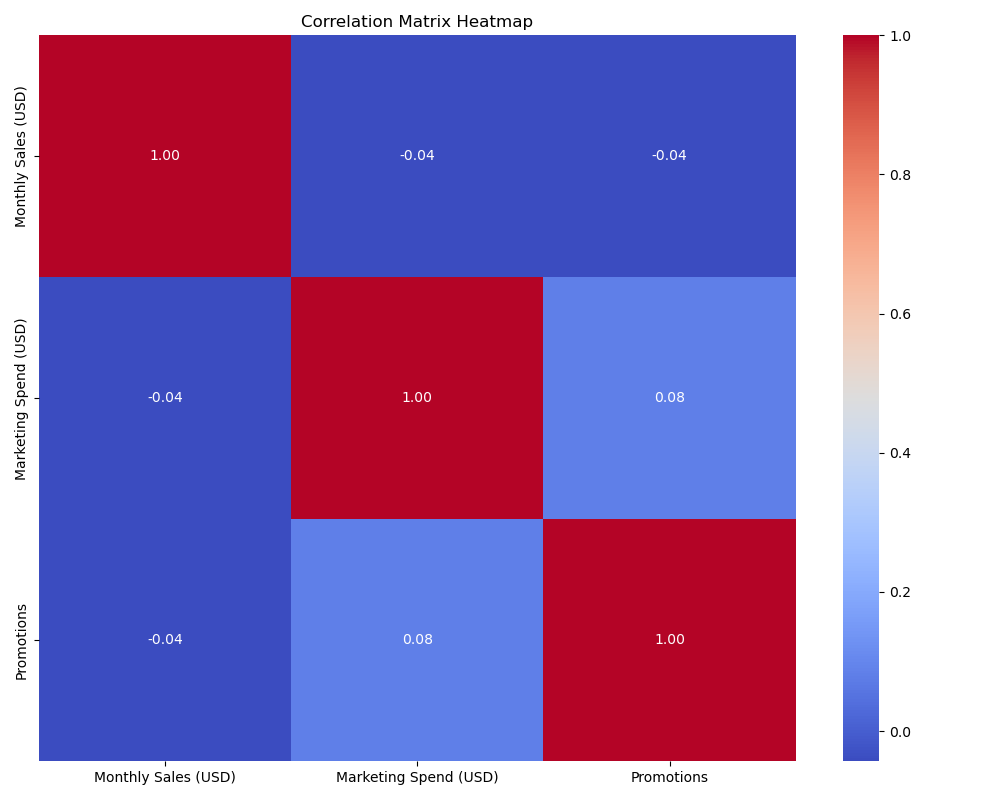 Correlation Matrix Heatmap
Monthly Sales (USD)
1.00
-0.04
-0.04
Marketing Spend (USD)
-0.04
1.00
0.08
Promotions
-0.04
0.08
1.00
Monthly Sales (USD)
Marketing Spend (USD)
Promotions
1.0
0.8
0.6
0.4
0.2
0.0